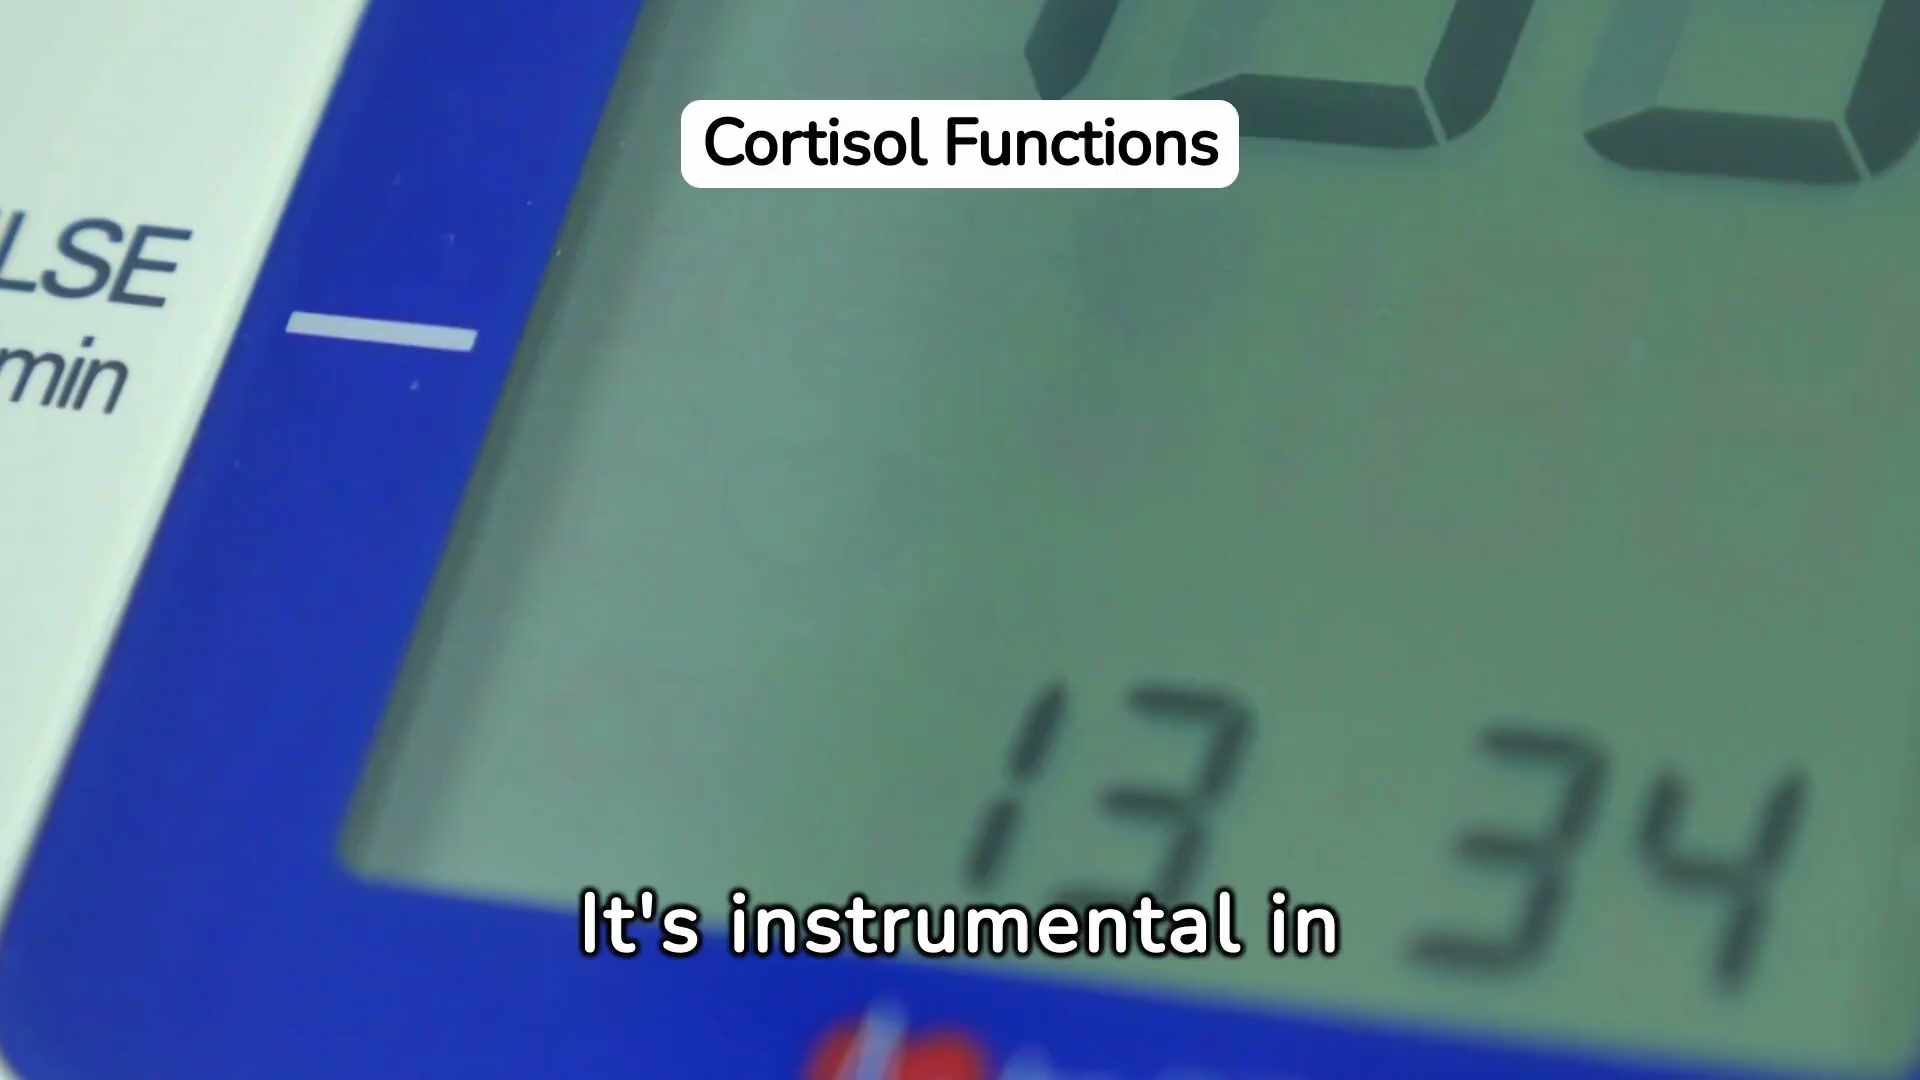 Cortisol Functions
LSE
min
13 34
It's instrumental in